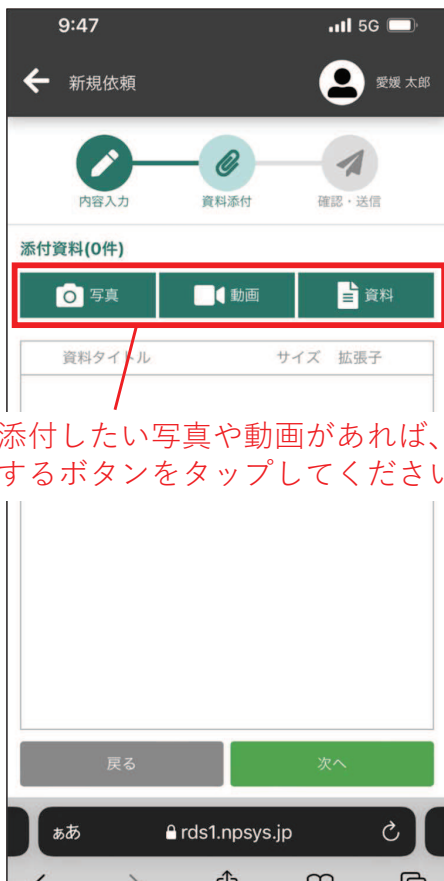 9:47
5G
新規依頼
愛媛 太郎
内容入力
資料添付
確認・送信
添付資料(0件)
写真
動画
資料
資料タイトル サイズ 拡張子
添付したい写真や動画があれば、
するボタンをタップしてください
戻る
次へ
ぁあ
rds1.npsys.jp